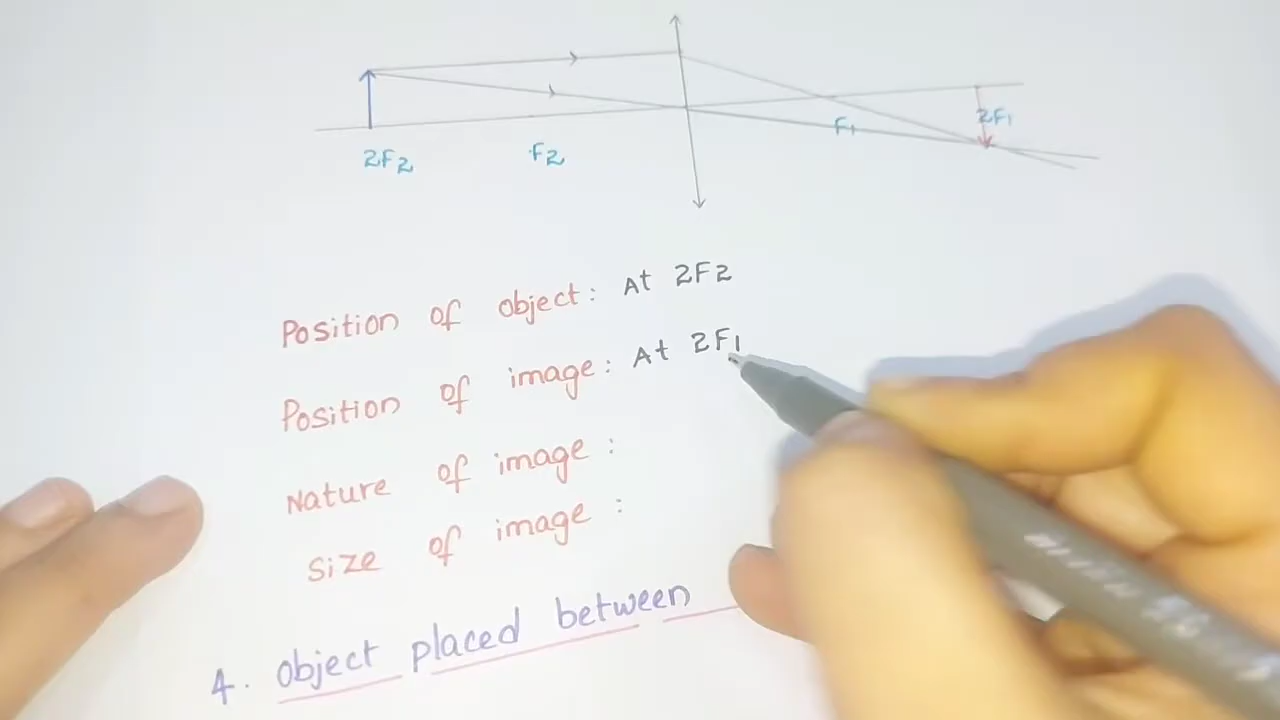 2F2 F2 F1 2F1
Position of object: At 2F2
Position of image: At 2F1
Nature of image:
Size of image:
4. Object placed between